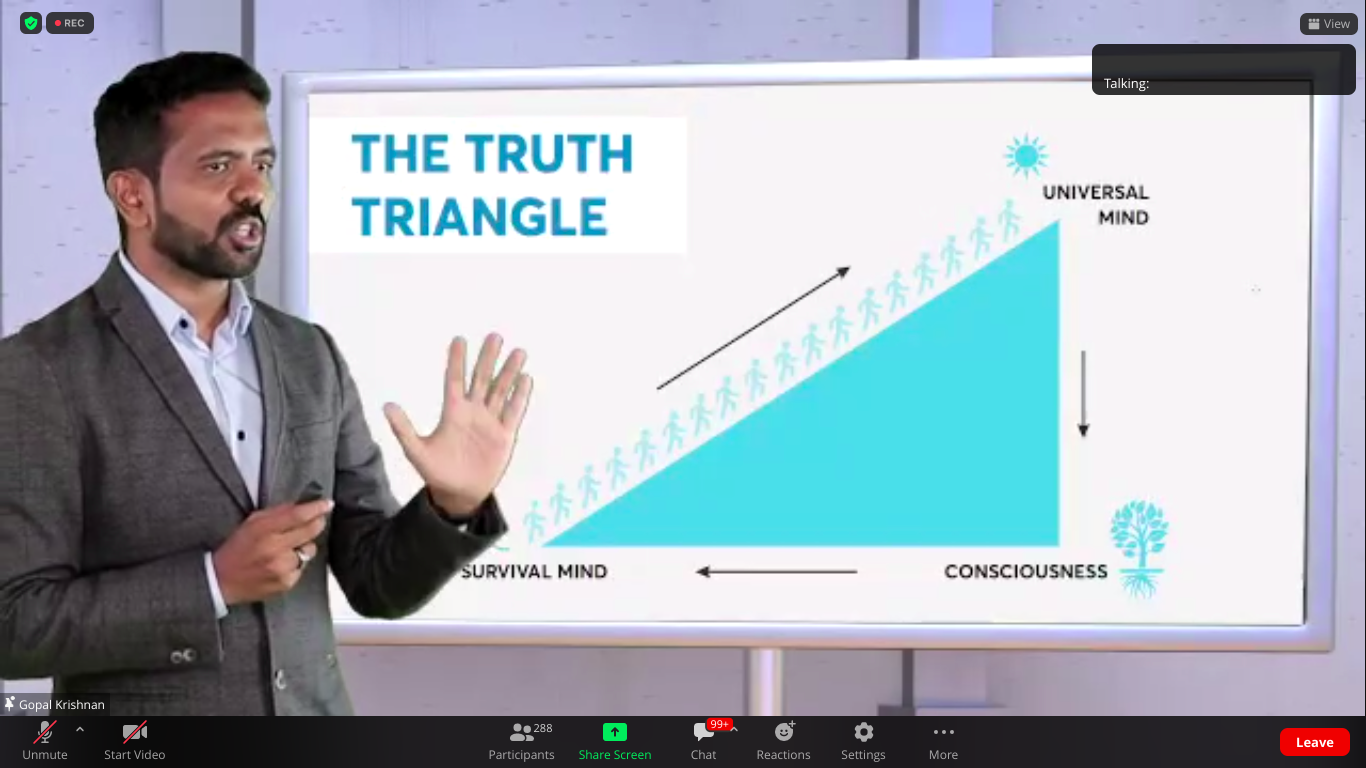 REC
View
Talking:
THE TRUTH
TRIANGLE
UNIVERSAL
MIND
SURVIVAL MIND
CONSCIOUSNESS
Gopal Krishnan
288
99+
Unmute
Start Video
Participants
Share Screen
Chat
Reactions
Settings
More
Leave